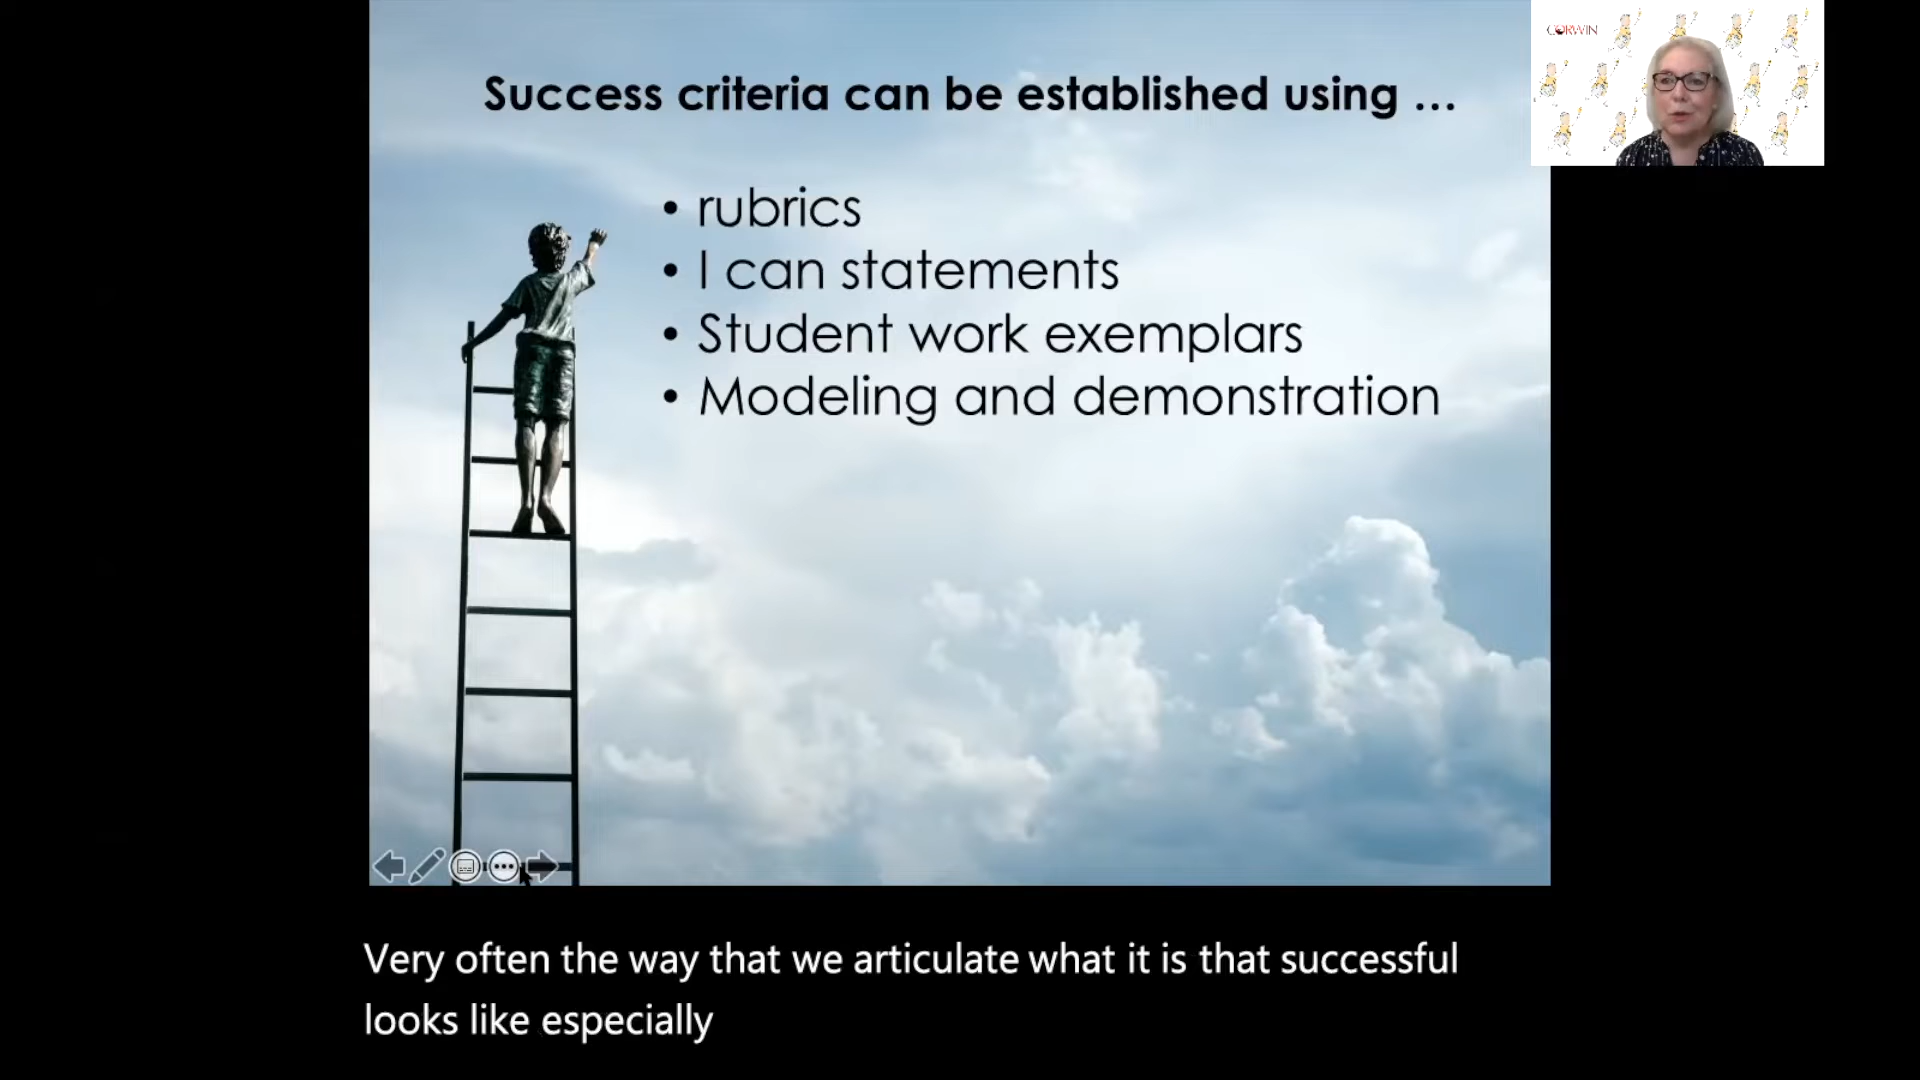 Success criteria can be established using ...
CORWIN
• rubrics
• I can statements
• Student work exemplars
• Modeling and demonstration
Very often the way that we articulate what it is that successful
looks like especially